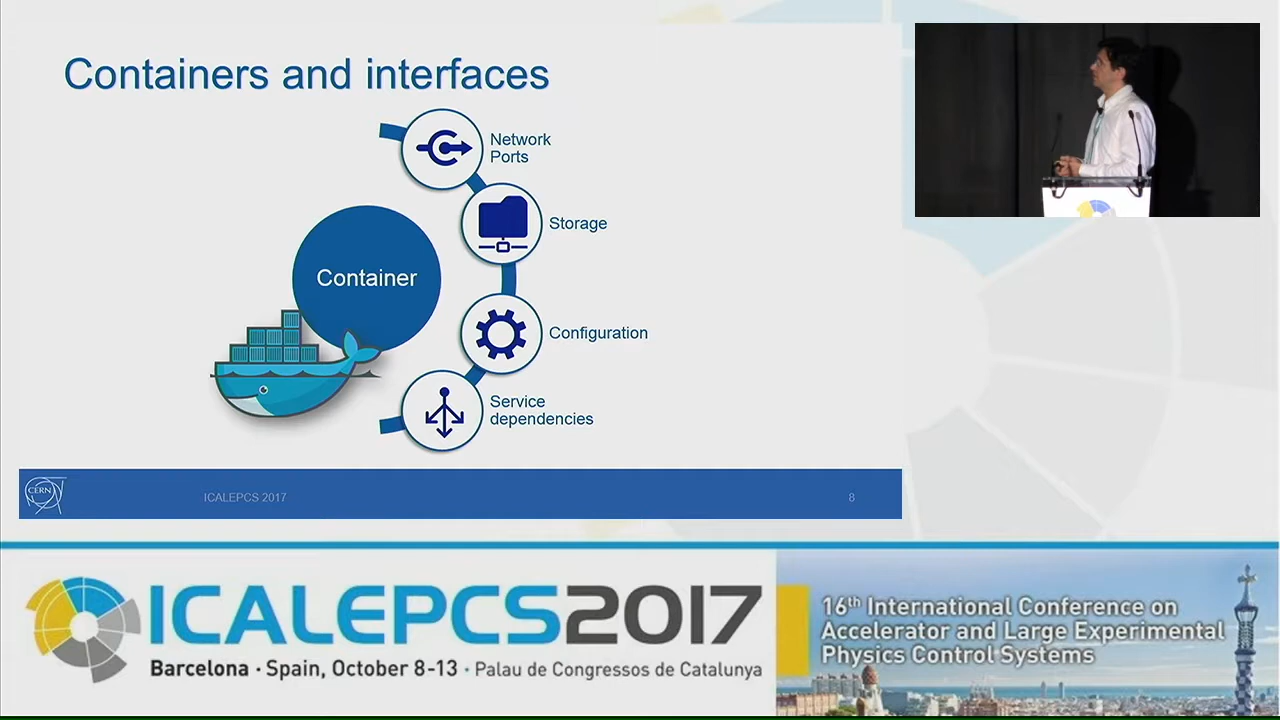 Containers and interfaces
Network
Ports
Storage
Container
Configuration
Service
dependencies
CERN
ICALEPCS 2017
8
ICALEPCS2017
Barcelona · Spain, October 8-13 · Palau de Congressos de Catalunya
16th International Conference on
Accelerator and Large Experimental
Physics Control Systems